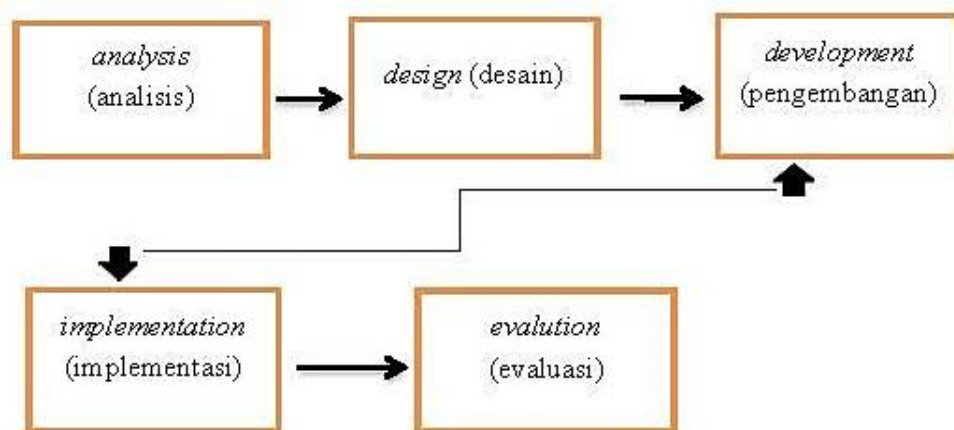 analysis
(analisis)
design (desain)
development
(pengembangan)
implementation
(implementasi)
evalution
(evaluasi)